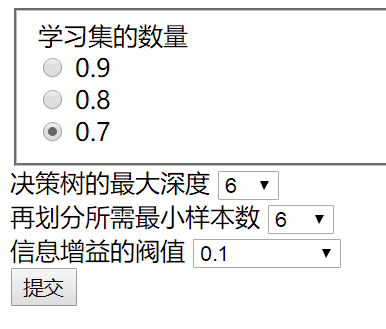 学习集的数量
0.9
0.8
0.7
决策树的最大深度 6
再划分所需最小样本数 6
信息增益的阀值 0.1
提交